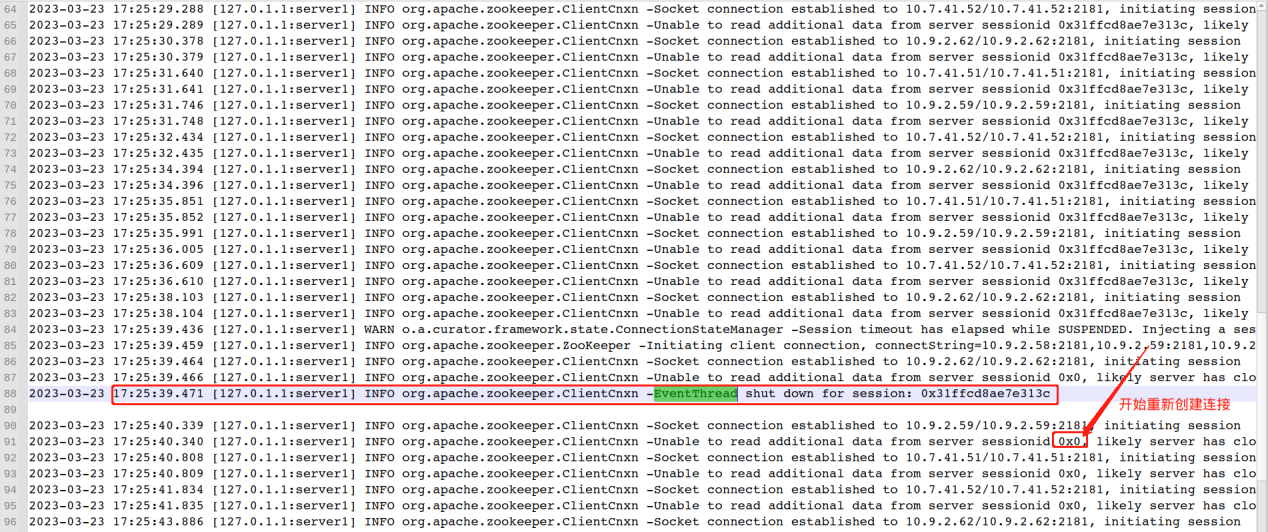 64 2023-03-23 17:25:29.288 [127.0.1.1:server1] INFO org.apache.zookeeper.ClientCnxn -Socket connection established to 10.7.41.52/10.7.41.52:2181, initiating session
65 2023-03-23 17:25:29.289 [127.0.1.1:server1] INFO org.apache.zookeeper.ClientCnxn -Unable to read additional data from server sessionid 0x31ffcd8ae7e313c, likely
66 2023-03-23 17:25:30.378 [127.0.1.1:server1] INFO org.apache.zookeeper.ClientCnxn -Socket connection established to 10.9.2.62/10.9.2.62:2181, initiating session
67 2023-03-23 17:25:30.379 [127.0.1.1:server1] INFO org.apache.zookeeper.ClientCnxn -Unable to read additional data from server sessionid 0x31ffcd8ae7e313c, likely
68 2023-03-23 17:25:31.640 [127.0.1.1:server1] INFO org.apache.zookeeper.ClientCnxn -Socket connection established to 10.7.41.51/10.7.41.51:2181, initiating session
69 2023-03-23 17:25:31.641 [127.0.1.1:server1] INFO org.apache.zookeeper.ClientCnxn -Unable to read additional data from server sessionid 0x31ffcd8ae7e313c, likely
70 2023-03-23 17:25:31.746 [127.0.1.1:server1] INFO org.apache.zookeeper.ClientCnxn -Socket connection established to 10.9.2.59/10.9.2.59:2181, initiating session
71 2023-03-23 17:25:31.748 [127.0.1.1:server1] INFO org.apache.zookeeper.ClientCnxn -Unable to read additional data from server sessionid 0x31ffcd8ae7e313c, likely
72 2023-03-23 17:25:32.434 [127.0.1.1:server1] INFO org.apache.zookeeper.ClientCnxn -Socket connection established to 10.7.41.52/10.7.41.52:2181, initiating session
73 2023-03-23 17:25:32.435 [127.0.1.1:server1] INFO org.apache.zookeeper.ClientCnxn -Unable to read additional data from server sessionid 0x31ffcd8ae7e313c, likely
74 2023-03-23 17:25:34.394 [127.0.1.1:server1] INFO org.apache.zookeeper.ClientCnxn -Socket connection established to 10.9.2.62/10.9.2.62:2181, initiating session
75 2023-03-23 17:25:34.396 [127.0.1.1:server1] INFO org.apache.zookeeper.ClientCnxn -Unable to read additional data from server sessionid 0x31ffcd8ae7e313c, likely
76 2023-03-23 17:25:35.851 [127.0.1.1:server1] INFO org.apache.zookeeper.ClientCnxn -Socket connection established to 10.7.41.51/10.7.41.51:2181, initiating session
77 2023-03-23 17:25:35.852 [127.0.1.1:server1] INFO org.apache.zookeeper.ClientCnxn -Unable to read additional data from server sessionid 0x31ffcd8ae7e313c, likely
78 2023-03-23 17:25:35.991 [127.0.1.1:server1] INFO org.apache.zookeeper.ClientCnxn -Socket connection established to 10.9.2.59/10.9.2.59:2181, initiating session
79 2023-03-23 17:25:36.005 [127.0.1.1:server1] INFO org.apache.zookeeper.ClientCnxn -Unable to read additional data from server sessionid 0x31ffcd8ae7e313c, likely
80 2023-03-23 17:25:36.609 [127.0.1.1:server1] INFO org.apache.zookeeper.ClientCnxn -Socket connection established to 10.7.41.52/10.7.41.52:2181, initiating session
81 2023-03-23 17:25:36.610 [127.0.1.1:server1] INFO org.apache.zookeeper.ClientCnxn -Unable to read additional data from server sessionid 0x31ffcd8ae7e313c, likely
82 2023-03-23 17:25:38.103 [127.0.1.1:server1] INFO org.apache.zookeeper.ClientCnxn -Socket connection established to 10.9.2.62/10.9.2.62:2181, initiating session
83 2023-03-23 17:25:38.104 [127.0.1.1:server1] INFO org.apache.zookeeper.ClientCnxn -Unable to read additional data from server sessionid 0x31ffcd8ae7e313c, likely
84 2023-03-23 17:25:39.436 [127.0.1.1:server1] WARN o.a.curator.framework.state.ConnectionStateManager -Session timeout has elapsed while SUSPENDED. Injecting a ses
85 2023-03-23 17:25:39.459 [127.0.1.1:server1] INFO org.apache.zookeeper.ZooKeeper -Initiating client connection, connectString=10.9.2.58:2181,10.9.2.59:2181,10.9.2
86 2023-03-23 17:25:39.464 [127.0.1.1:server1] INFO org.apache.zookeeper.ClientCnxn -Socket connection established to 10.9.2.62/10.9.2.62:2181, initiating session
87 2023-03-23 17:25:39.466 [127.0.1.1:server1] INFO org.apache.zookeeper.ClientCnxn -Unable to read additional data from server sessionid 0x0, likely server has clo
88 2023-03-23 17:25:39.471 [127.0.1.1:server1] INFO org.apache.zookeeper.ClientCnxn -EventThread shut down for session: 0x31ffcd8ae7e313c
开始重新创建连接
89
90 2023-03-23 17:25:40.339 [127.0.1.1:server1] INFO org.apache.zookeeper.ClientCnxn -Socket connection established to 10.9.2.59/10.9.2.59:2181, initiating session
91 2023-03-23 17:25:40.340 [127.0.1.1:server1] INFO org.apache.zookeeper.ClientCnxn -Unable to read additional data from server sessionid 0x0, likely server has clo
92 2023-03-23 17:25:40.808 [127.0.1.1:server1] INFO org.apache.zookeeper.ClientCnxn -Socket connection established to 10.7.41.51/10.7.41.51:2181, initiating session
93 2023-03-23 17:25:40.809 [127.0.1.1:server1] INFO org.apache.zookeeper.ClientCnxn -Unable to read additional data from server sessionid 0x0, likely server has clo
94 2023-03-23 17:25:41.834 [127.0.1.1:server1] INFO org.apache.zookeeper.ClientCnxn -Socket connection established to 10.7.41.52/10.7.41.52:2181, initiating session
95 2023-03-23 17:25:41.835 [127.0.1.1:server1] INFO org.apache.zookeeper.ClientCnxn -Unable to read additional data from server sessionid 0x0, likely server has clo
96 2023-03-23 17:25:43.886 [127.0.1.1:server1] INFO org.apache.zookeeper.ClientCnxn -Socket connection established to 10.9.2.62/10.9.2.62:2181, initiating session